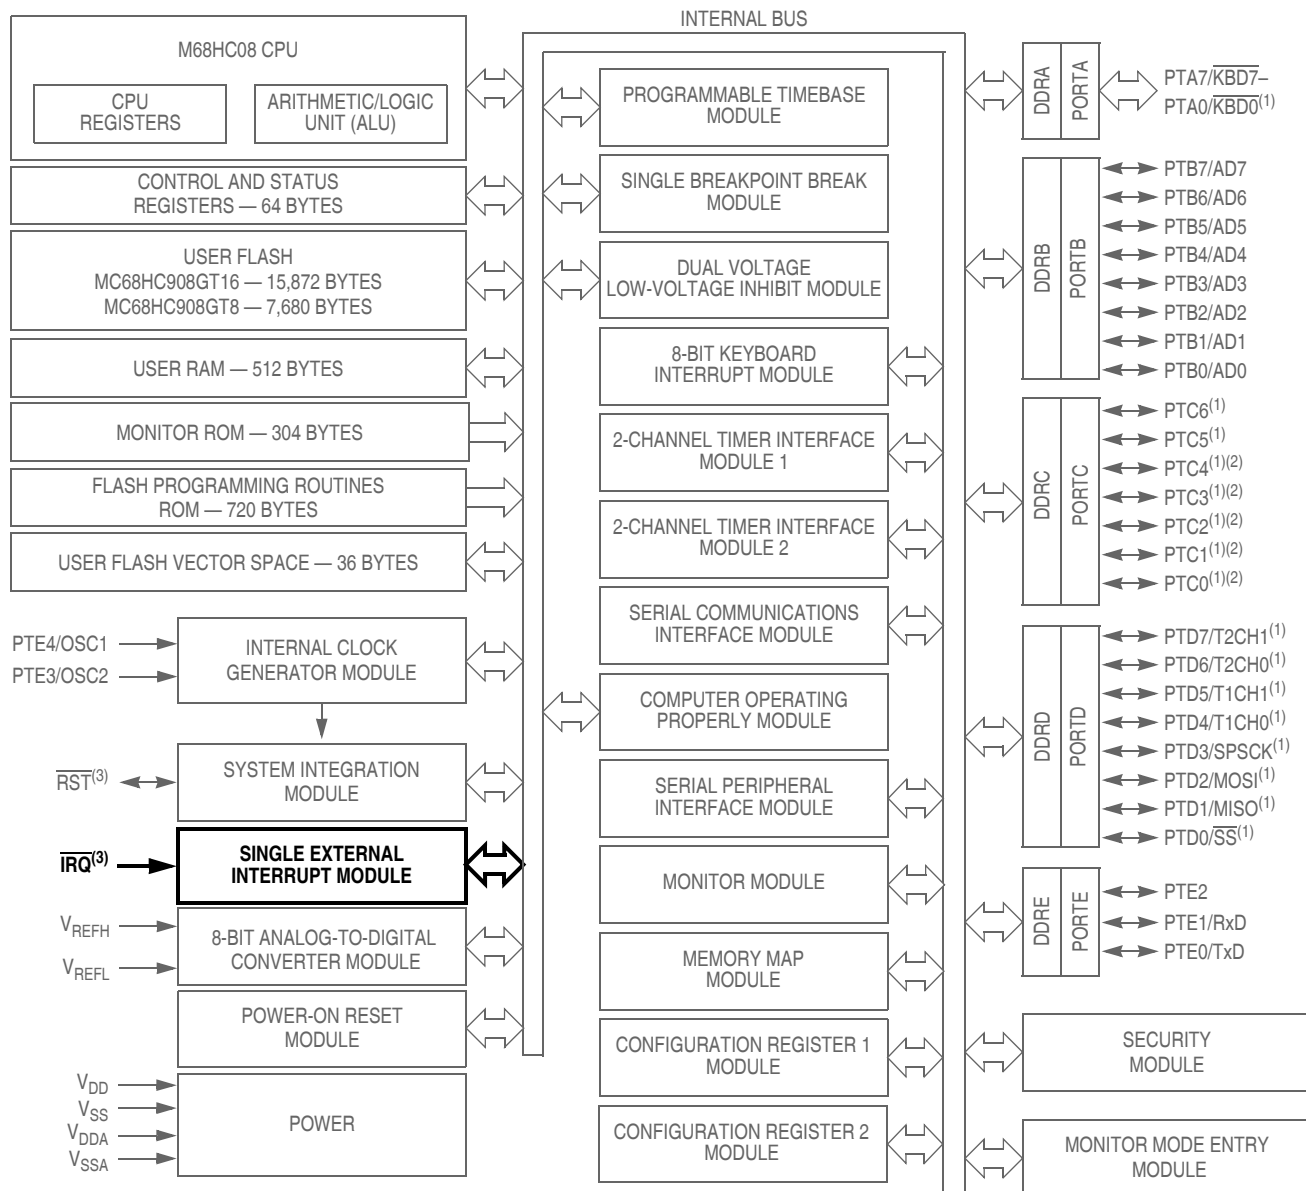 INTERNAL BUS
M68HC08 CPU
CPU
REGISTERS
ARITHMETIC/LOGIC
UNIT (ALU)
CONTROL AND STATUS
REGISTERS — 64 BYTES
USER FLASH
MC68HC908GT16 — 15,872 BYTES
MC68HC908GT8 — 7,680 BYTES
USER RAM — 512 BYTES
MONITOR ROM — 304 BYTES
FLASH PROGRAMMING ROUTINES
ROM — 720 BYTES
USER FLASH VECTOR SPACE — 36 BYTES
PTE4/OSC1
PTE3/OSC2
INTERNAL CLOCK
GENERATOR MODULE
RST(3)
SYSTEM INTEGRATION
MODULE
IRQ(3)
SINGLE EXTERNAL
INTERRUPT MODULE
VREFH
VREFL
8-BIT ANALOG-TO-DIGITAL
CONVERTER MODULE
POWER-ON RESET
MODULE
VDD
VSS
VDDA
VSSA
POWER
PROGRAMMABLE TIMEBASE
MODULE
SINGLE BREAKPOINT BREAK
MODULE
DUAL VOLTAGE
LOW-VOLTAGE INHIBIT MODULE
8-BIT KEYBOARD
INTERRUPT MODULE
2-CHANNEL TIMER INTERFACE
MODULE 1
2-CHANNEL TIMER INTERFACE
MODULE 2
SERIAL COMMUNICATIONS
INTERFACE MODULE
COMPUTER OPERATING
PROPERLY MODULE
SERIAL PERIPHERAL
INTERFACE MODULE
MONITOR MODULE
MEMORY MAP
MODULE
CONFIGURATION REGISTER 1
MODULE
CONFIGURATION REGISTER 2
MODULE
DDRA
PORTA
PTA7/KBD7–
PTA0/KBD0(1)
DDRB
PORTB
PTB7/AD7
PTB6/AD6
PTB5/AD5
PTB4/AD4
PTB3/AD3
PTB2/AD2
PTB1/AD1
PTB0/AD0
DDRC
PORTC
PTC6(1)
PTC5(1)
PTC4(1)(2)
PTC3(1)(2)
PTC2(1)(2)
PTC1(1)(2)
PTC0(1)(2)
DDRD
PORTD
PTD7/T2CH1(1)
PTD6/T2CH0(1)
PTD5/T1CH1(1)
PTD4/T1CH0(1)
PTD3/SPSCK(1)
PTD2/MOSI(1)
PTD1/MISO(1)
PTD0/SS(1)
DDRE
PORTE
PTE2
PTE1/RxD
PTE0/TxD
SECURITY
MODULE
MONITOR MODE ENTRY
MODULE